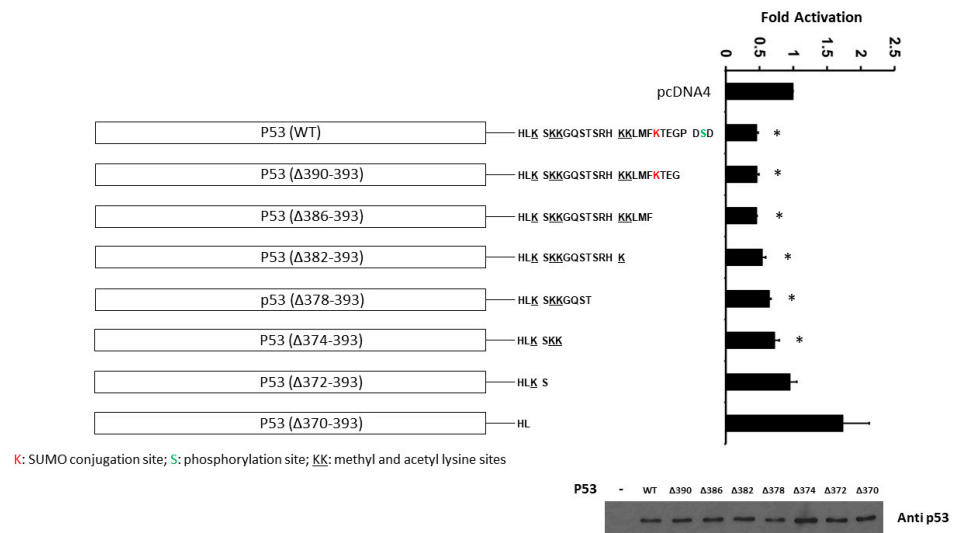 Fold Activation
0 0.5 1 1.5 2 2.5
pcDNA4
P53 (WT) HLK SKKGQSTSRH KKLMFKTEGP DSD *
P53 (Δ390-393) HLK SKKGQSTSRH KKLMFKTEG *
P53 (Δ386-393) HLK SKKGQSTSRH KKLMF *
P53 (Δ382-393) HLK SKKGQSTSRH K *
p53 (Δ378-393) HLK SKKGQST *
P53 (Δ374-393) HLK SKK *
P53 (Δ372-393) HLK S
P53 (Δ370-393) HL
K: SUMO conjugation site; S: phosphorylation site; KK: methyl and acetyl lysine sites
P53 - WT Δ390 Δ386 Δ382 Δ378 Δ374 Δ372 Δ370
Anti p53